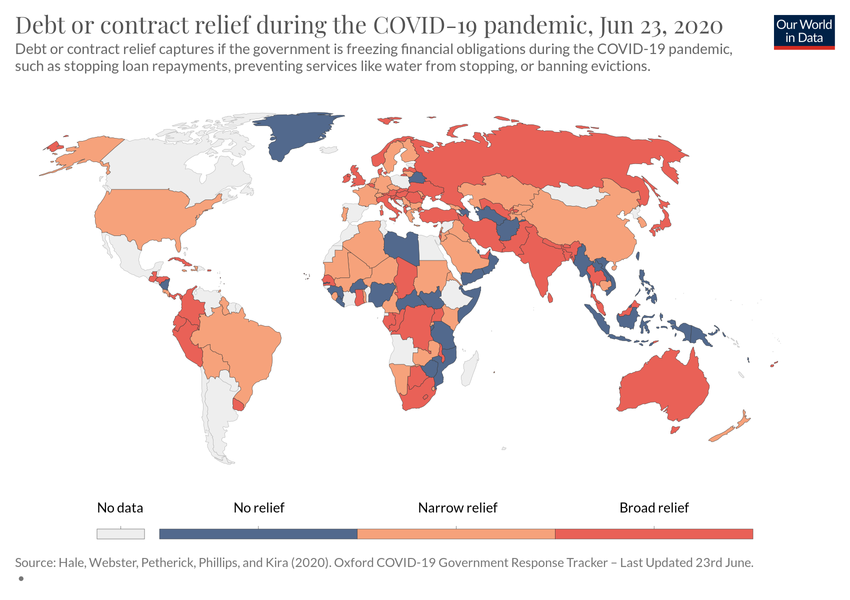 Debt or contract relief during the COVID-19 pandemic, Jun 23, 2020
Our World
in Data
Debt or contract relief captures if the government is freezing financial obligations during the COVID-19 pandemic,
such as stopping loan repayments, preventing services like water from stopping, or banning evictions.
No data
No relief
Narrow relief
Broad relief
Source: Hale, Webster, Petherick, Phillips, and Kira (2020). Oxford COVID-19 Government Response Tracker – Last Updated 23rd June.